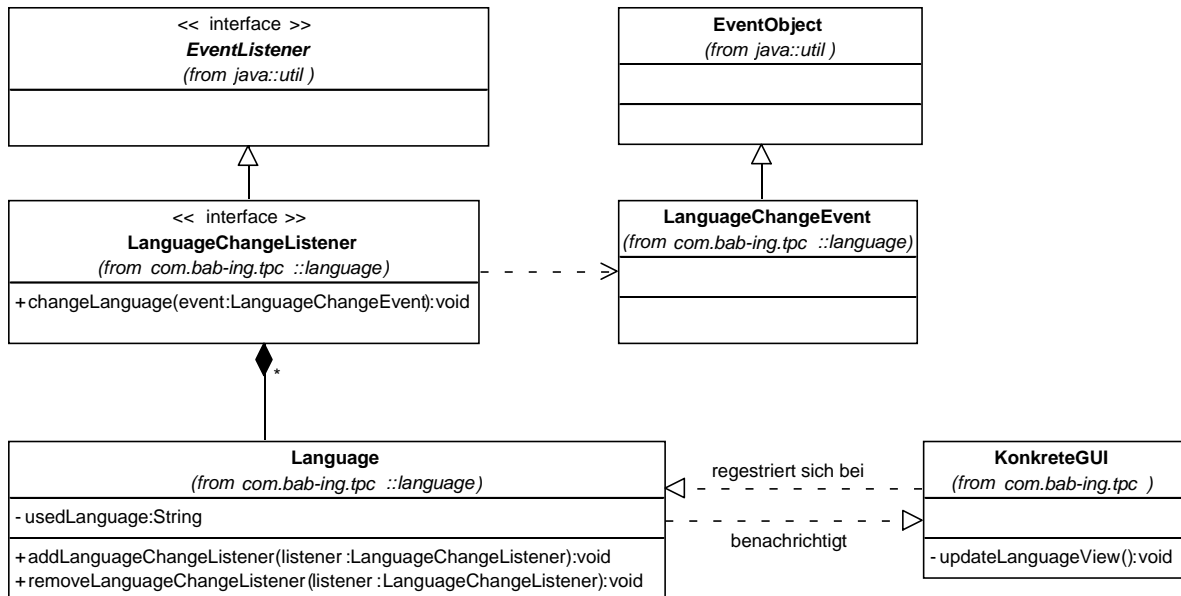 << interface >>
EventListener
(from java::util )
EventObject
(from java::util )
<< interface >>
LanguageChangeListener
(from com.bab-ing.tpc ::language)
+changeLanguage(event:LanguageChangeEvent):void
LanguageChangeEvent
(from com.bab-ing.tpc ::language)
*
Language
(from com.bab-ing.tpc ::language)
- usedLanguage:String
+addLanguageChangeListener(listener :LanguageChangeListener):void
+removeLanguageChangeListener(listener :LanguageChangeListener):void
regestriert sich bei
benachrichtigt
KonkreteGUI
(from com.bab-ing.tpc )
- updateLanguageView():void